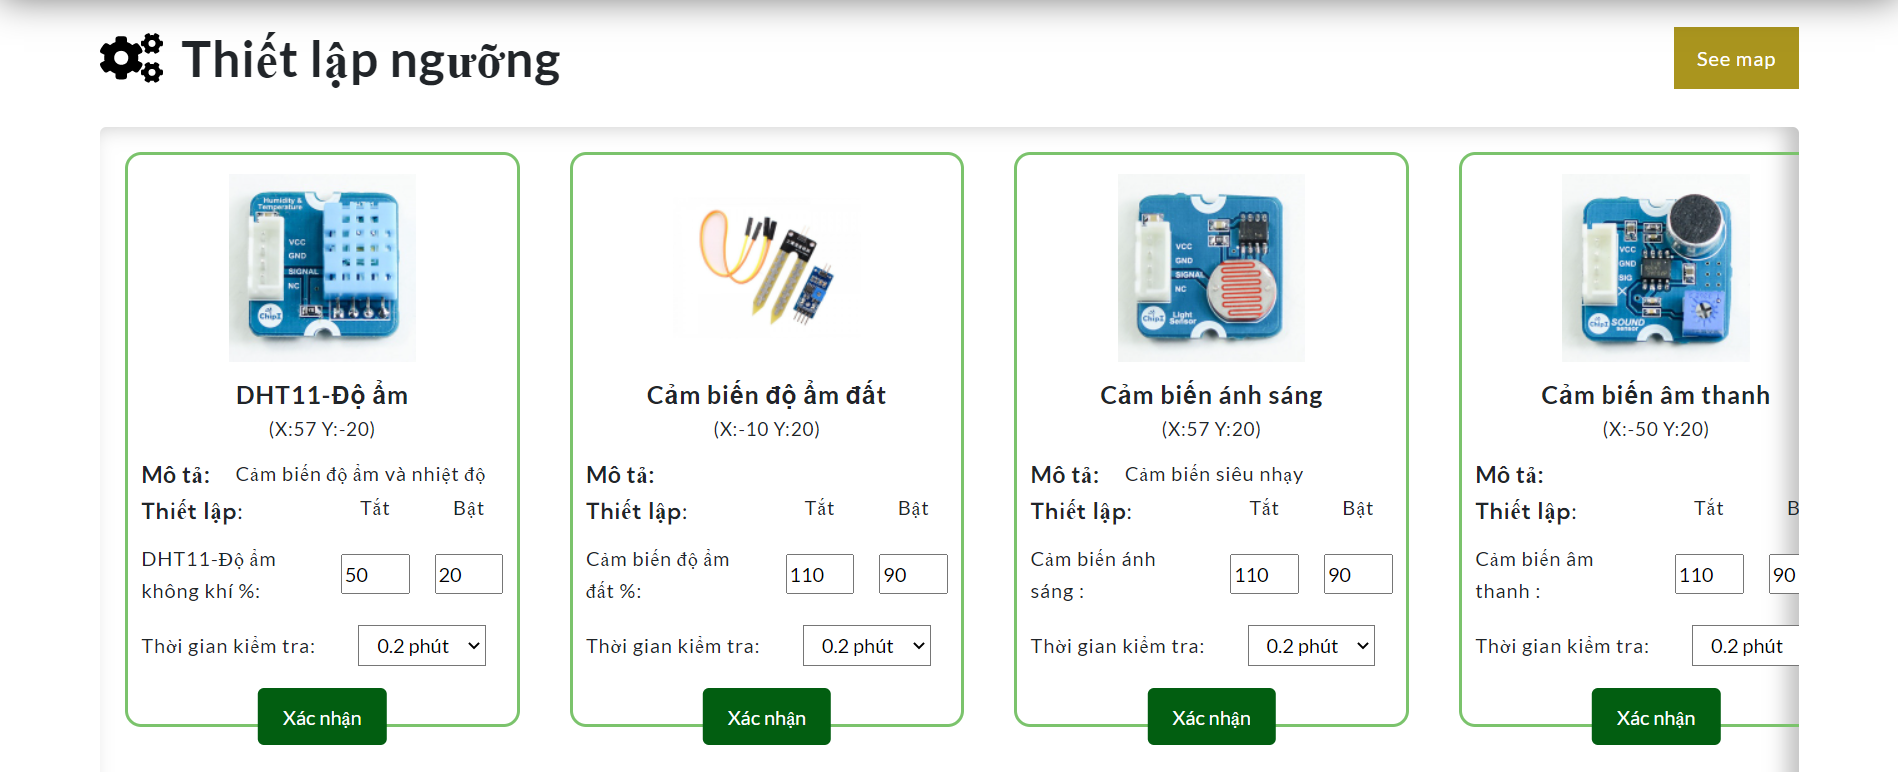 Thiết lập ngưỡng
See map
Humidity &
Temperature
VCC
GND
SIGNAL
NC
ChipI
DHT11-Độ ẩm
(X:57 Y:-20)
Mô tả: Cảm biến độ ẩm và nhiệt độ
Thiết lập: Tắt Bật
DHT11-Độ ẩm
không khí %:
50 20
Thời gian kiểm tra: 0.2 phút
Xác nhận
Cảm biến độ ẩm đất
(X:-10 Y:20)
Mô tả:
Thiết lập: Tắt Bật
Cảm biến độ ẩm
đất %:
110 90
Thời gian kiểm tra: 0.2 phút
Xác nhận
VCC
GND
SIGNAL
NC
ChipI
Light
Sensor
Cảm biến ánh sáng
(X:57 Y:20)
Mô tả: Cảm biến siêu nhạy
Thiết lập: Tắt Bật
Cảm biến ánh
sáng :
110 90
Thời gian kiểm tra: 0.2 phút
Xác nhận
VCC
GND
SIG
X
ChipI
SOUND
sensor
Cảm biến âm thanh
(X:-50 Y:20)
Mô tả:
Thiết lập: Tắt B
Cảm biến âm
thanh :
110 90
Thời gian kiểm tra: 0.2 phút
Xác nhận